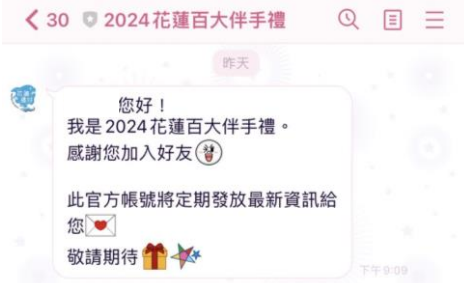 30 2024花蓮百大伴手禮
昨天
您好！
我是2024花蓮百大伴手禮。
感謝您加入好友
此官方帳號將定期發放最新資訊給
您
敬請期待
下午9:09